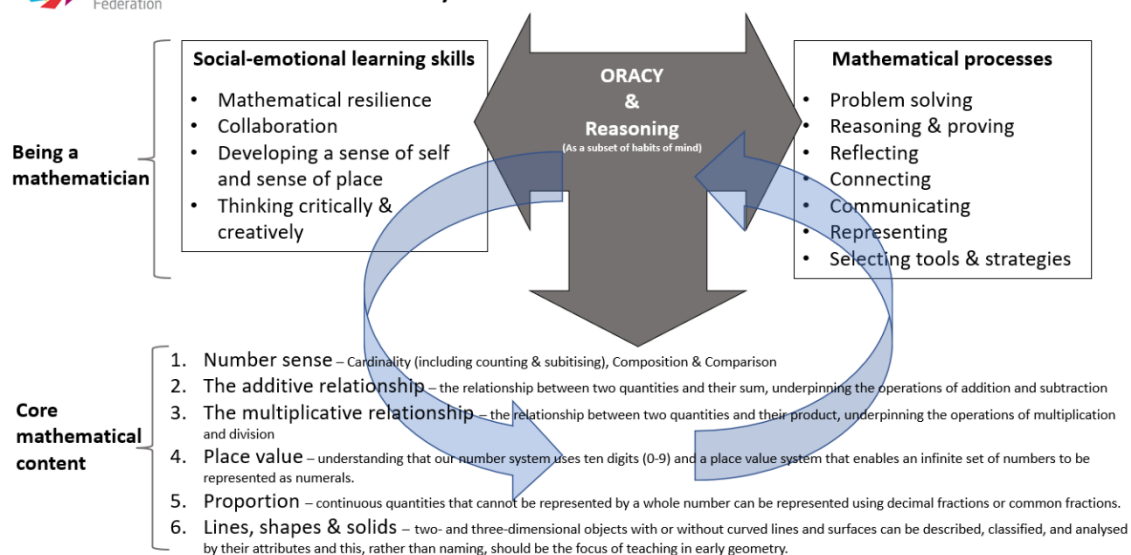 Federation
Social-emotional learning skills
• Mathematical resilience
• Collaboration
• Developing a sense of self
and sense of place
• Thinking critically &
creatively
ORACY
&
Reasoning
(As a subset of habits of mind)
Mathematical processes
• Problem solving
• Reasoning & proving
• Reflecting
• Connecting
• Communicating
• Representing
• Selecting tools & strategies
Being a
mathematician
Core
mathematical
content
1. Number sense – Cardinality (including counting & subitising), Composition & Comparison
2. The additive relationship – the relationship between two quantities and their sum, underpinning the operations of addition and subtraction
3. The multiplicative relationship – the relationship between two quantities and their product, underpinning the operations of multiplication
and division
4. Place value – understanding that our number system uses ten digits (0-9) and a place value system that enables an infinite set of numbers to be
represented as numerals.
5. Proportion – continuous quantities that cannot be represented by a whole number can be represented using decimal fractions or common fractions.
6. Lines, shapes & solids – two- and three-dimensional objects with or without curved lines and surfaces can be described, classified, and analysed
by their attributes and this, rather than naming, should be the focus of teaching in early geometry.